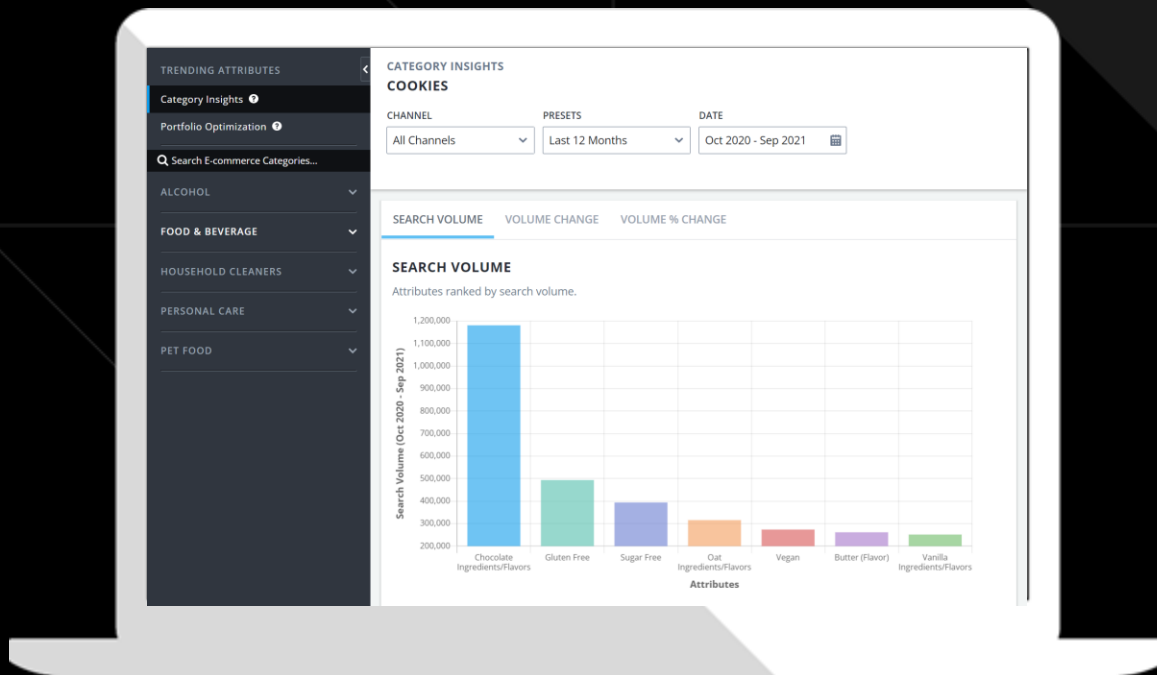 TRENDING ATTRIBUTES
Category Insights
Portfolio Optimization
Search E-commerce Categories...
ALCOHOL
FOOD & BEVERAGE
HOUSEHOLD CLEANERS
PERSONAL CARE
PET FOOD
CATEGORY INSIGHTS
COOKIES
CHANNEL PRESETS DATE
All Channels Last 12 Months Oct 2020 - Sep 2021
SEARCH VOLUME VOLUME CHANGE VOLUME % CHANGE
SEARCH VOLUME
Attributes ranked by search volume.
Search Volume (Oct 2020 - Sep 2021)
1,200,000
1,100,000
1,000,000
900,000
800,000
700,000
600,000
500,000
400,000
300,000
200,000
Chocolate
Ingredients/Flavors
Gluten Free
Sugar Free
Oat
Ingredients/Flavors
Vegan
Butter (Flavor)
Vanilla
Ingredients/Flavors
Attributes